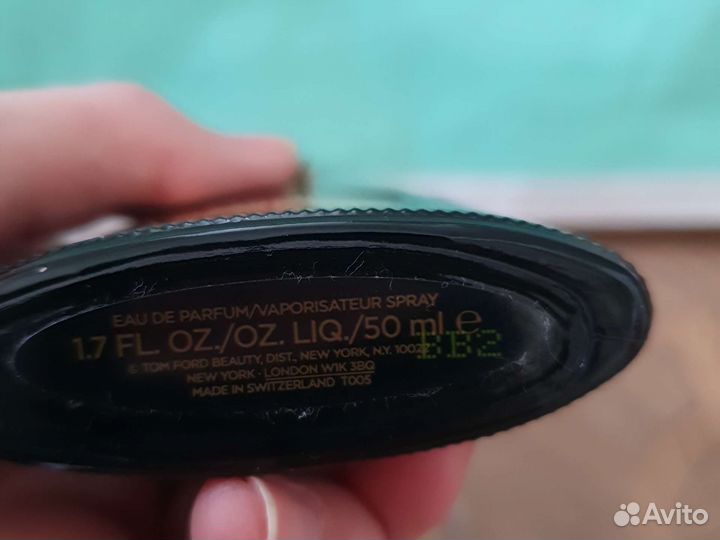 EAU DE PARFUM/VAPORISATEUR SPRAY
1.7 FL. OZ./OZ. LIQ./50 ml e
© TOM FORD BEAUTY, DIST., NEW YORK, N.Y. 10022
BB2
NEW YORK · LONDON W1K 3BQ
MADE IN SWITZERLAND T005
Avito